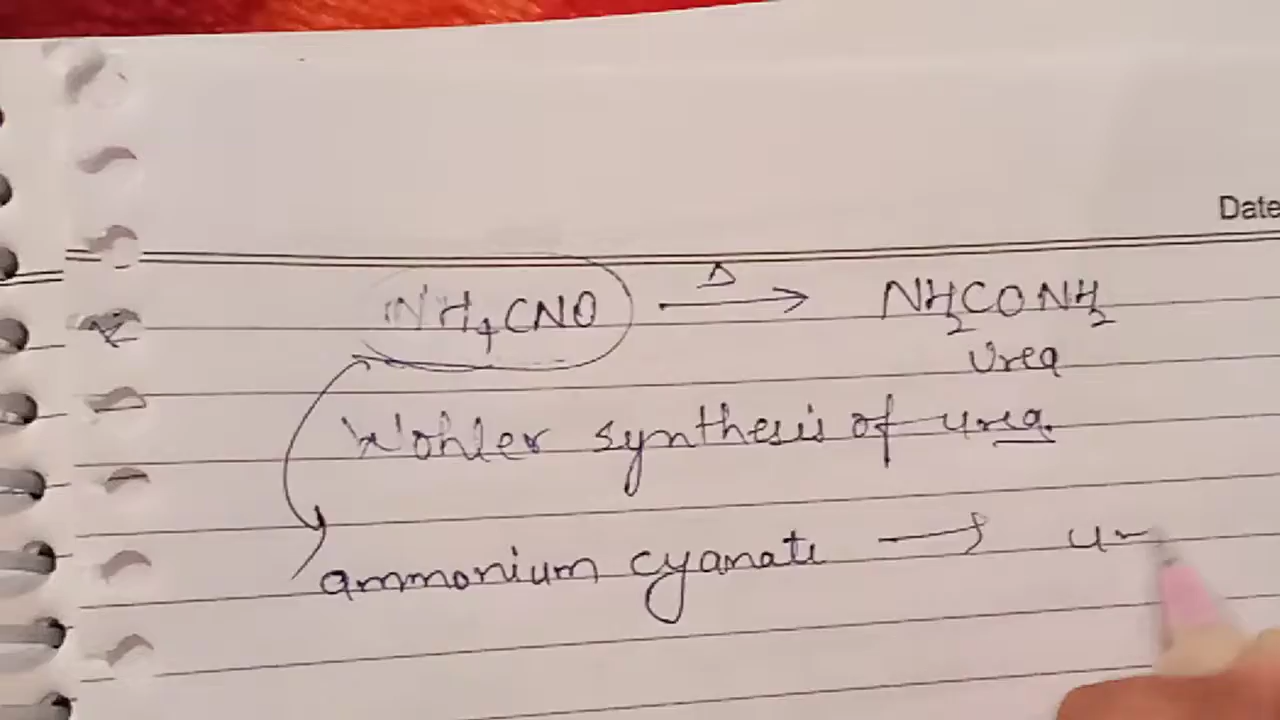 Date
NH₄CNO —Δ→ NH₂CONH₂
Urea
Wohler synthesis of urea.
ammonium cyanate →